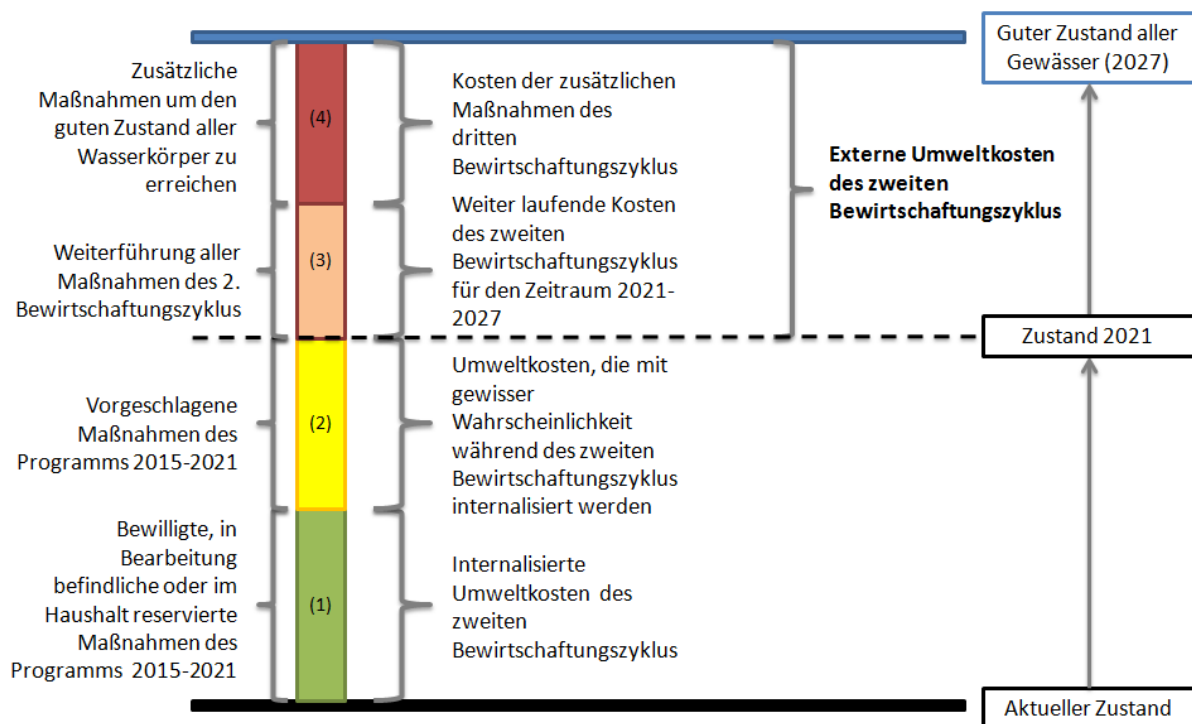 Guter Zustand aller
Gewässer (2027)
Zusätzliche
Maßnahmen um den
guten Zustand aller
Wasserkörper zu
erreichen
(4)
Kosten der zusätzlichen
Maßnahmen des
dritten
Bewirtschaftungszyklus
Externe Umweltkosten
des zweiten
Bewirtschaftungszyklus
Weiterführung aller
Maßnahmen des 2.
Bewirtschaftungszyklus
(3)
Weiter laufende Kosten
des zweiten
Bewirtschaftungszyklus
für den Zeitraum 2021-
2027
Zustand 2021
Vorgeschlagene
Maßnahmen des
Programms 2015-2021
(2)
Umweltkosten, die mit
gewisser
Wahrscheinlichkeit
während des zweiten
Bewirtschaftungszyklus
internalisiert werden
Bewilligte, in
Bearbeitung
befindliche oder im
Haushalt reservierte
Maßnahmen des
Programms 2015-2021
(1)
Internalisierte
Umweltkosten des
zweiten
Bewirtschaftungszyklus
Aktueller Zustand